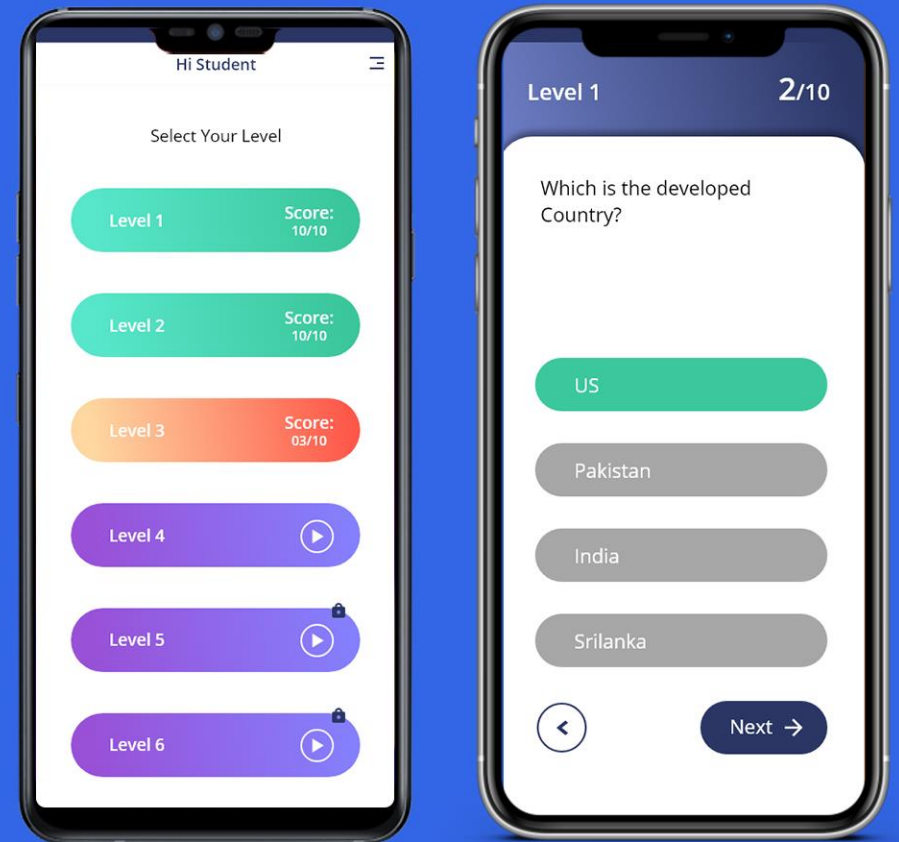 Hi Student
Select Your Level
Level 1
Score:
10/10
Level 2
Score:
10/10
Level 3
Score:
03/10
Level 4
Level 5
Level 6
Level 1
2/10
Which is the developed
Country?
US
Pakistan
India
Srilanka
Next